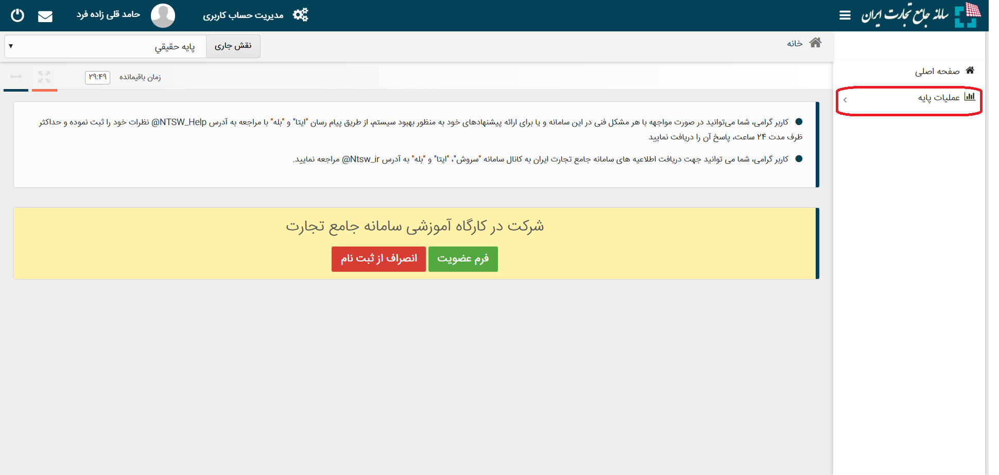 سامانه جامع تجارت ایران
مدیریت حساب کاربری
حامد قلی زاده فرد
خانه
نقش جاری
پایه حقیقي
صفحه اصلی
عملیات پایه
زمان باقیمانده
۲۹:۴۹
کاربر گرامی، شما می‌توانید در صورت مواجهه با هر مشکل فنی در این سامانه و یا برای ارائه پیشنهادهای خود به منظور بهبود سیستم، از طریق پیام رسان "ایتا" و "بله" با مراجعه به آدرس NTSW_Help@ نظرات خود را ثبت نموده و حداکثر
ظرف مدت ۲۴ ساعت، پاسخ آن را دریافت نمایید
کاربر گرامی، شما می توانید جهت دریافت اطلاعیه های سامانه جامع تجارت ایران به کانال سامانه "سروش"، "ایتا" و "بله" به آدرس Ntsw_ir@ مراجعه نمایید.
شرکت در کارگاه آموزشی سامانه جامع تجارت
فرم عضویت
انصراف از ثبت نام